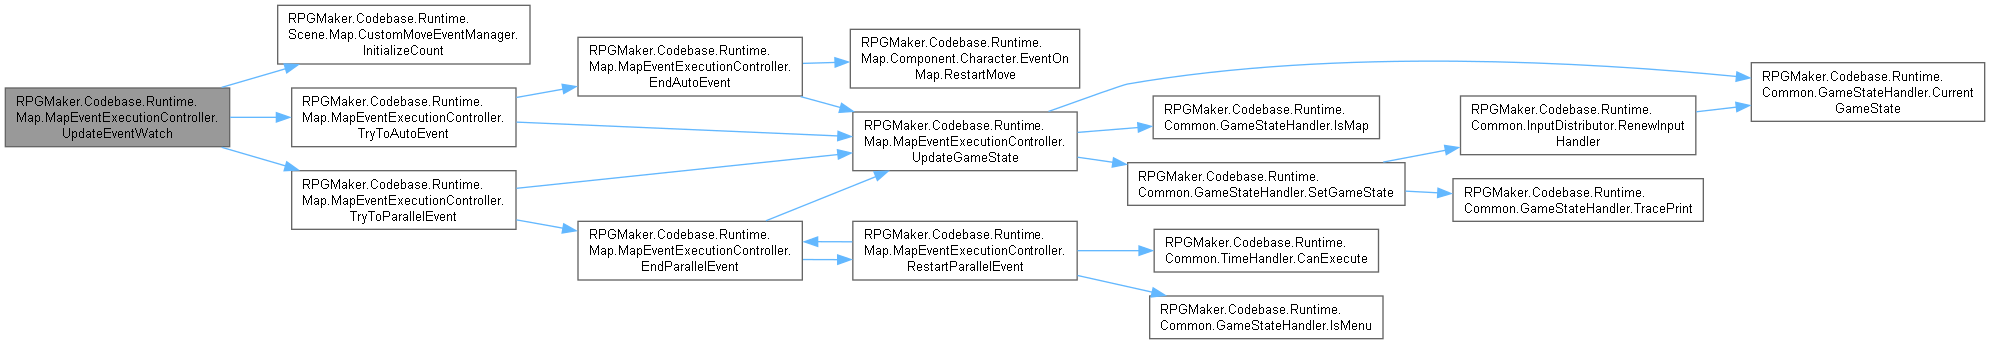 RPGMaker.Codebase.Runtime.
Map.MapEventExecutionController.
UpdateEventWatch
RPGMaker.Codebase.Runtime.
Scene.Map.CustomMoveEventManager.
InitializeCount
RPGMaker.Codebase.Runtime.
Map.MapEventExecutionController.
TryToAutoEvent
RPGMaker.Codebase.Runtime.
Map.MapEventExecutionController.
TryToParallelEvent
RPGMaker.Codebase.Runtime.
Map.MapEventExecutionController.
EndAutoEvent
RPGMaker.Codebase.Runtime.
Map.MapEventExecutionController.
EndParallelEvent
RPGMaker.Codebase.Runtime.
Map.Component.Character.EventOn
Map.RestartMove
RPGMaker.Codebase.Runtime.
Map.MapEventExecutionController.
UpdateGameState
RPGMaker.Codebase.Runtime.
Map.MapEventExecutionController.
RestartParallelEvent
RPGMaker.Codebase.Runtime.
Common.GameStateHandler.IsMap
RPGMaker.Codebase.Runtime.
Common.GameStateHandler.SetGameState
RPGMaker.Codebase.Runtime.
Common.TimeHandler.CanExecute
RPGMaker.Codebase.Runtime.
Common.GameStateHandler.IsMenu
RPGMaker.Codebase.Runtime.
Common.InputDistributor.RenewInput
Handler
RPGMaker.Codebase.Runtime.
Common.GameStateHandler.TracePrint
RPGMaker.Codebase.Runtime.
Common.GameStateHandler.Current
GameState